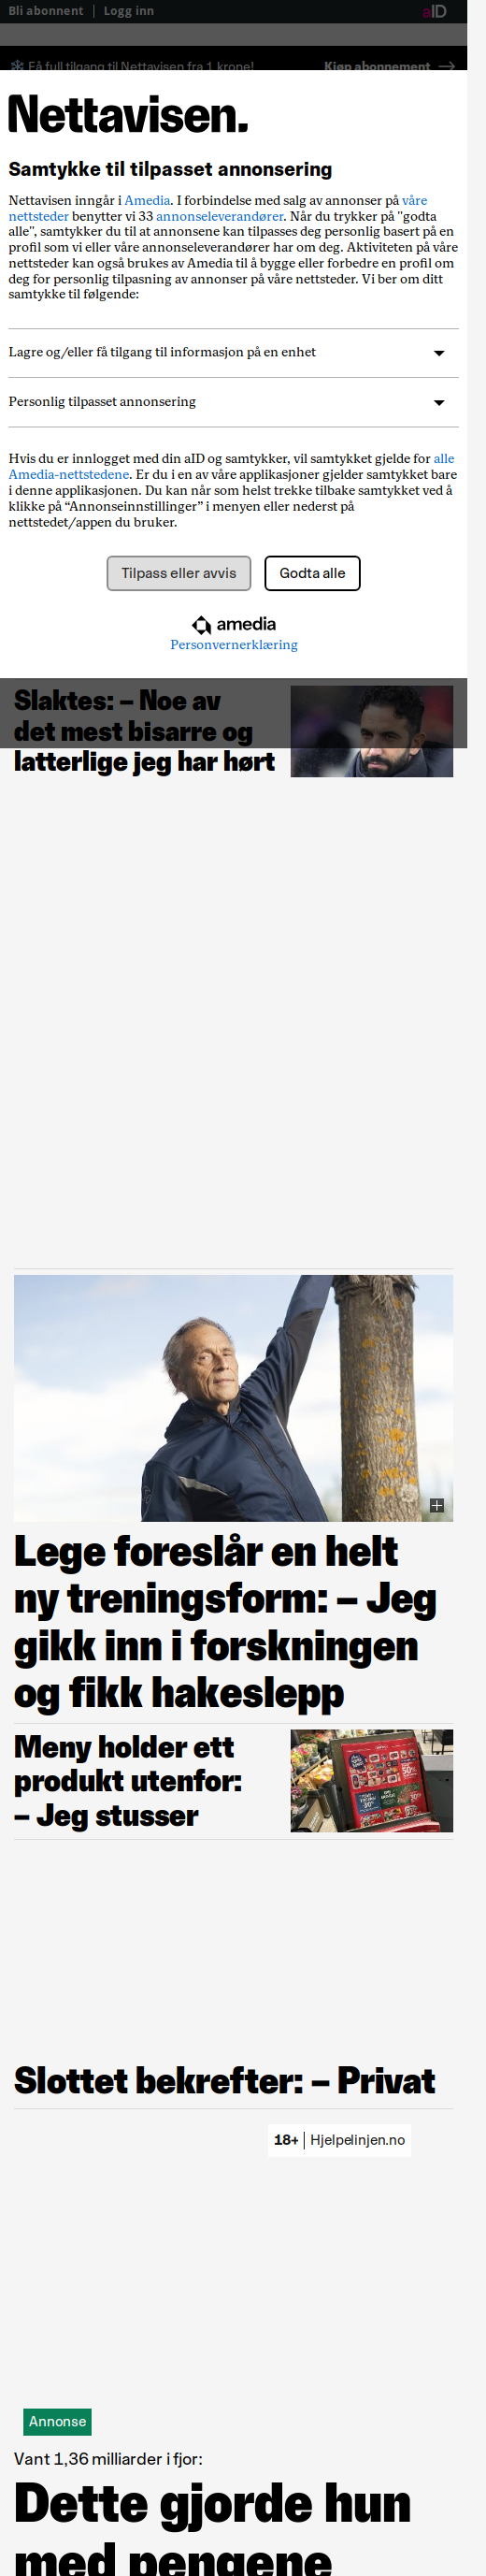 Bli abonnent | Logg inn aID
Få full tilgang til Nettavisen fra 1 krone! Kjøp abonnement →
Nettavisen.
Samtykke til tilpasset annonsering
Nettavisen inngår i Amedia. I forbindelse med salg av annonser på våre
nettsteder benytter vi 33 annonseleverandører. Når du trykker på "godta
alle", samtykker du til at annonsene kan tilpasses deg personlig basert på en
profil som vi eller våre annonseleverandører har om deg. Aktiviteten på våre
nettsteder kan også brukes av Amedia til å bygge eller forbedre en profil om
deg for personlig tilpasning av annonser på våre nettsteder. Vi ber om ditt
samtykke til følgende:
Lagre og/eller få tilgang til informasjon på en enhet
Personlig tilpasset annonsering
Hvis du er innlogget med din aID og samtykker, vil samtykket gjelde for alle
Amedia-nettstedene. Er du i en av våre applikasjoner gjelder samtykket bare
i denne applikasjonen. Du kan når som helst trekke tilbake samtykket ved å
klikke på “Annonseinnstillinger” i menyen eller nederst på
nettstedet/appen du bruker.
Tilpass eller avvis Godta alle
amedia
Personvernerklæring
Slaktes: – Noe av
det mest bisarre og
latterlige jeg har hørt
Lege foreslår en helt
ny treningsform: – Jeg
gikk inn i forskningen
og fikk hakeslepp
Meny holder ett
produkt utenfor:
– Jeg stusser
Slottet bekrefter: – Privat
18+ | Hjelpelinjen.no
Annonse
Vant 1,36 milliarder i fjor:
Dette gjorde hun
med pengene